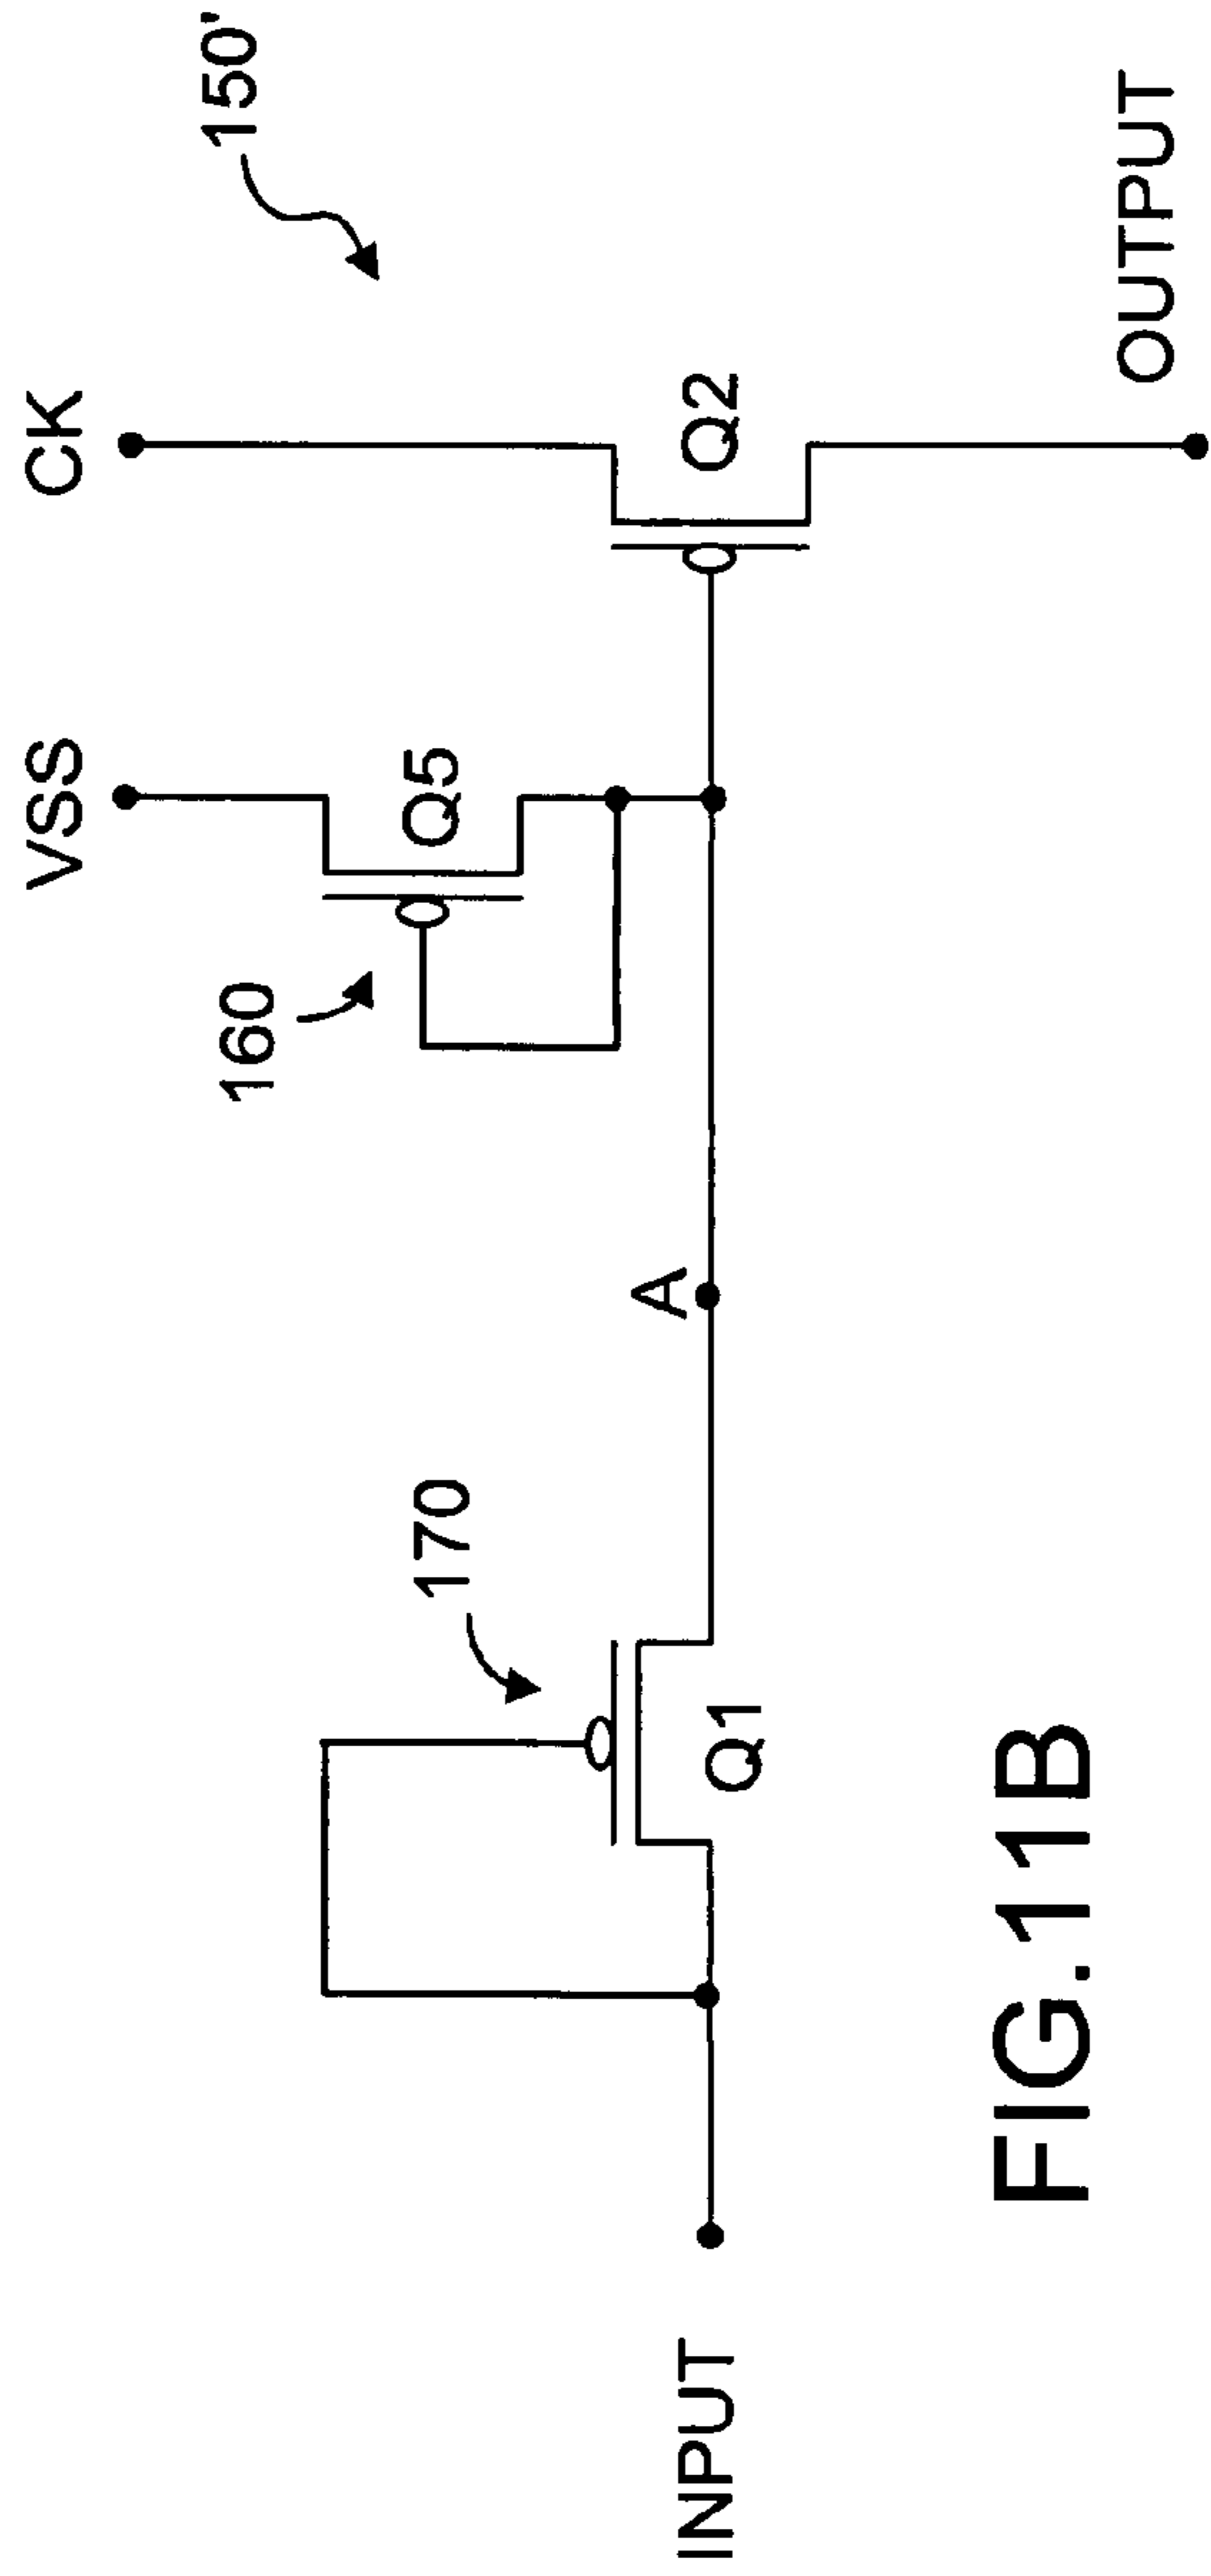 CK
150'
VSS
Q5
160
Q2
170
A
Q1
INPUT
OUTPUT
FIG.11B